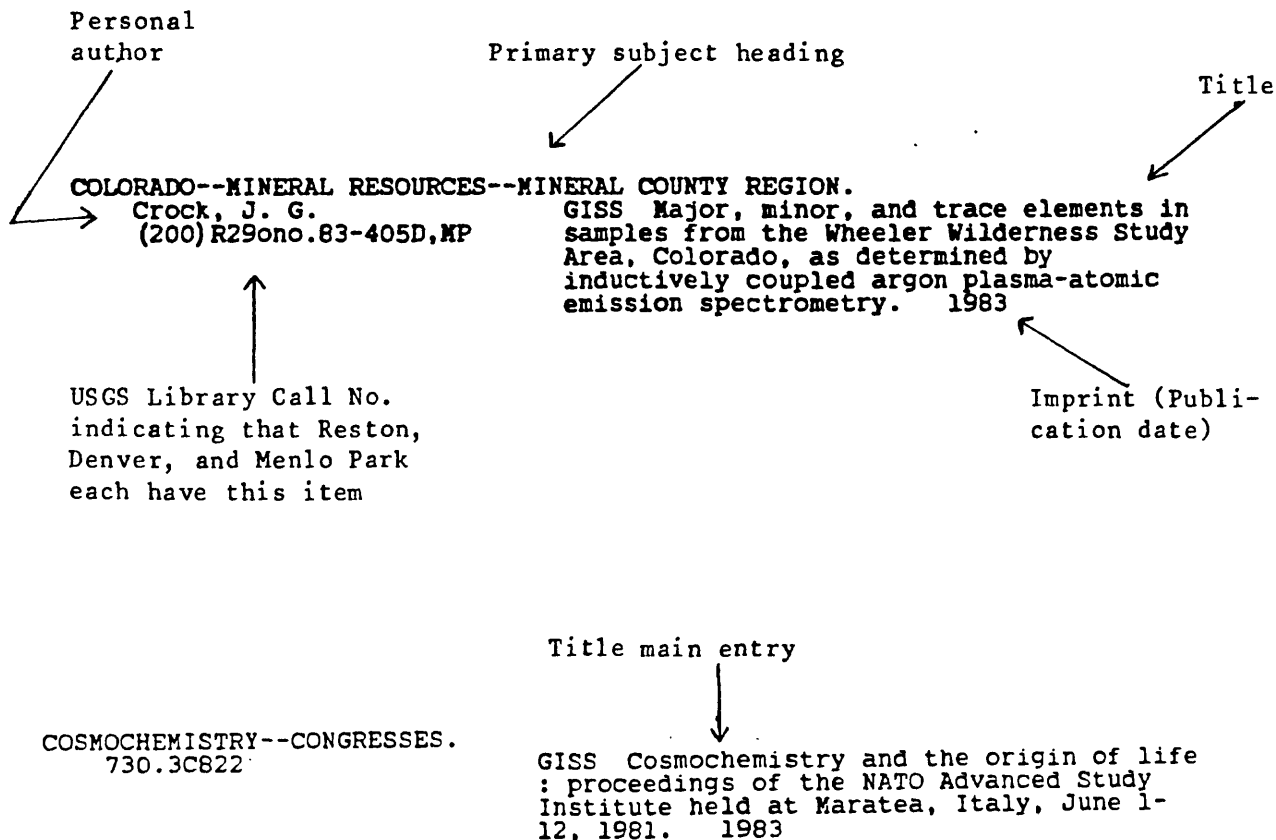 Personal
author
Primary subject heading
Title
COLORADO--MINERAL RESOURCES--MINERAL COUNTY REGION.
Crock, J. G.
(200)R29ono.83-405D,MP
GISS Major, minor, and trace elements in
samples from the Wheeler Wilderness Study
Area, Colorado, as determined by
inductively coupled argon plasma-atomic
emission spectrometry. 1983
USGS Library Call No.
indicating that Reston,
Denver, and Menlo Park
each have this item
Imprint (Publi-
cation date)
Title main entry
COSMOCHEMISTRY--CONGRESSES.
730.3C822
GISS Cosmochemistry and the origin of life
: proceedings of the NATO Advanced Study
Institute held at Maratea, Italy, June 1-
12, 1981. 1983